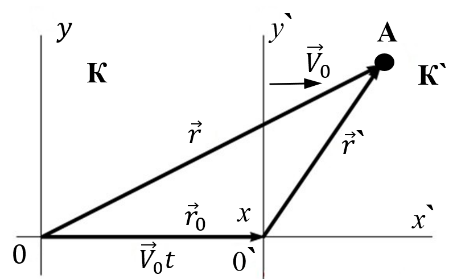 y y` A
K V⃗₀ K`
r⃗ r⃗`
r⃗₀ x x`
0 V⃗₀t 0`